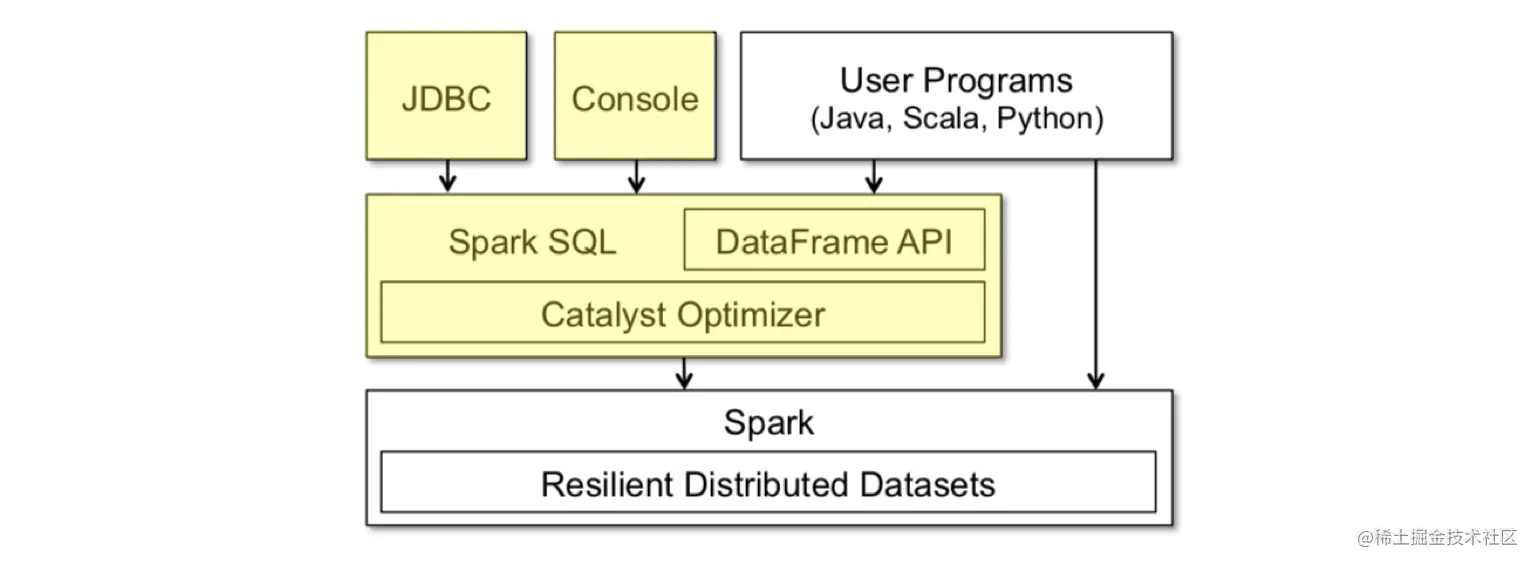 JDBC
Console
User Programs
(Java, Scala, Python)
Spark SQL
DataFrame API
Catalyst Optimizer
Spark
Resilient Distributed Datasets
@稀土掘金技术社区